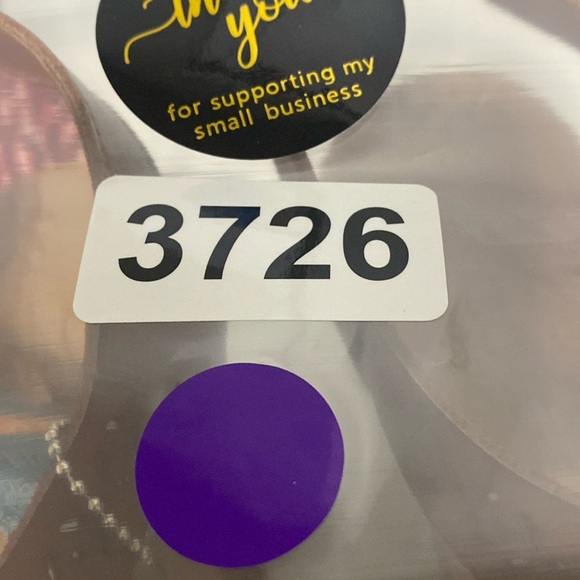 you
for supporting my
small business
3726